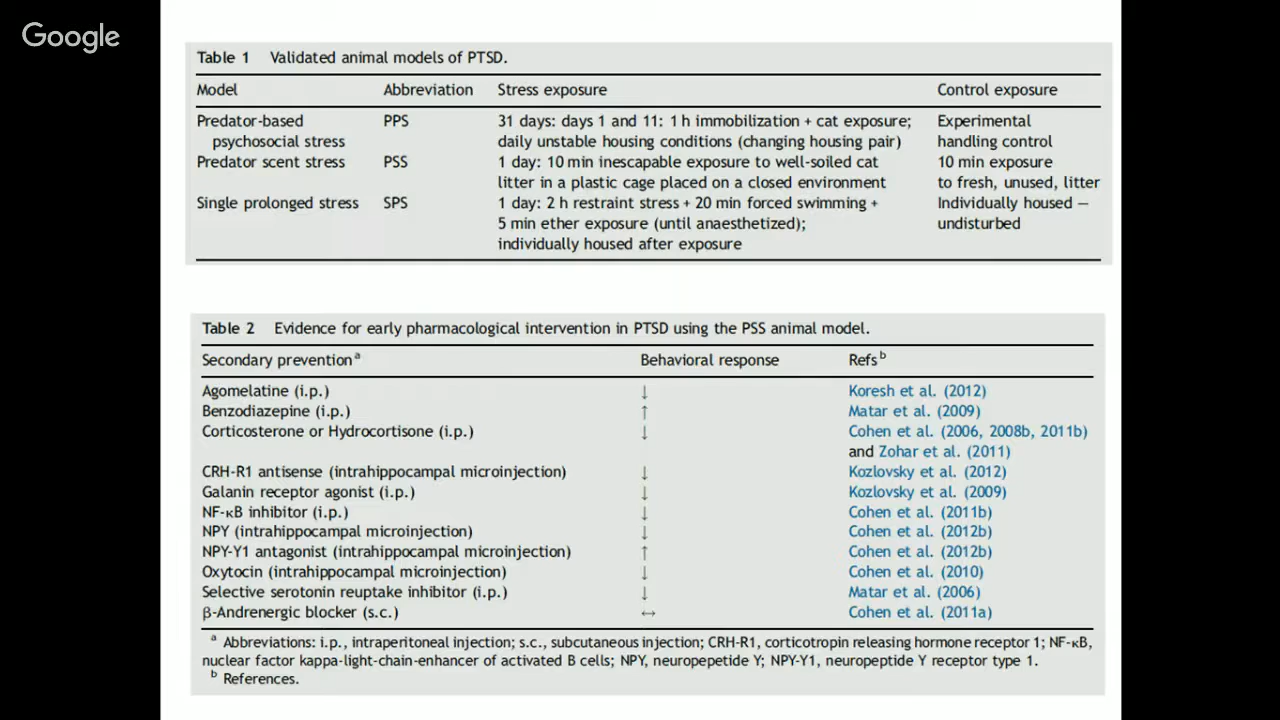 Google
Table 1 Validated animal models of PTSD.
Model Abbreviation Stress exposure Control exposure
Predator-based PPS 31 days: days 1 and 11: 1 h immobilization + cat exposure; Experimental
psychosocial stress daily unstable housing conditions (changing housing pair) handling control
Predator scent stress PSS 1 day: 10 min inescapable exposure to well-soiled cat 10 min exposure
litter in a plastic cage placed on a closed environment to fresh, unused, litter
Single prolonged stress SPS 1 day: 2 h restraint stress + 20 min forced swimming + Individually housed —
5 min ether exposure (until anaesthetized); undisturbed
individually housed after exposure
Table 2 Evidence for early pharmacological intervention in PTSD using the PSS animal model.
Secondary prevention a Behavioral response Refs b
Agomelatine (i.p.) ↓ Koresh et al. (2012)
Benzodiazepine (i.p.) ↑ Matar et al. (2009)
Corticosterone or Hydrocortisone (i.p.) ↓ Cohen et al. (2006, 2008b, 2011b)
and Zohar et al. (2011)
CRH-R1 antisense (intrahippocampal microinjection) ↓ Kozlovsky et al. (2012)
Galanin receptor agonist (i.p.) ↓ Kozlovsky et al. (2009)
NF-κB inhibitor (i.p.) ↓ Cohen et al. (2011b)
NPY (intrahippocampal microinjection) ↓ Cohen et al. (2012b)
NPY-Y1 antagonist (intrahippocampal microinjection) ↑ Cohen et al. (2012b)
Oxytocin (intrahippocampal microinjection) ↓ Cohen et al. (2010)
Selective serotonin reuptake inhibitor (i.p.) ↓ Matar et al. (2006)
β-Andrenergic blocker (s.c.) ↔ Cohen et al. (2011a)
a Abbreviations: i.p., intraperitoneal injection; s.c., subcutaneous injection; CRH-R1, corticotropin releasing hormone receptor 1; NF-κB,
nuclear factor kappa-light-chain-enhancer of activated B cells; NPY, neuropepetide Y; NPY-Y1, neuropeptide Y receptor type 1.
b References.